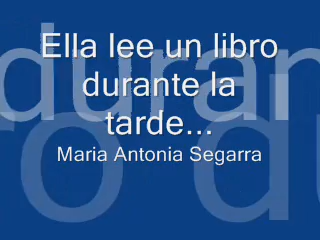 Ella lee un libro
durante la
tarde...
Maria Antonia Segarra